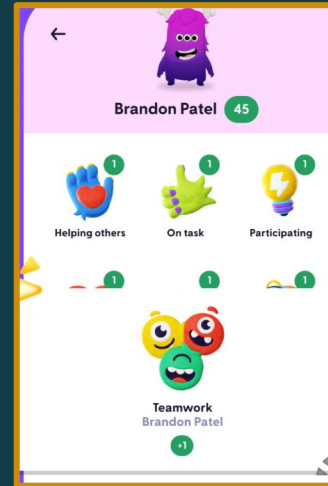 Brandon Patel 45
1 1 1
Helping others On task Participating
1 1 1
Teamwork
Brandon Patel
+1